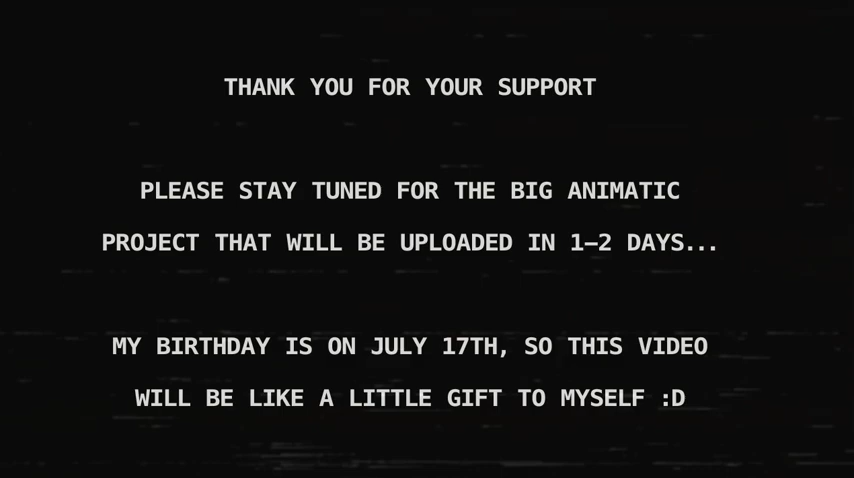 THANK YOU FOR YOUR SUPPORT
PLEASE STAY TUNED FOR THE BIG ANIMATIC
PROJECT THAT WILL BE UPLOADED IN 1–2 DAYS...
MY BIRTHDAY IS ON JULY 17TH, SO THIS VIDEO
WILL BE LIKE A LITTLE GIFT TO MYSELF :D